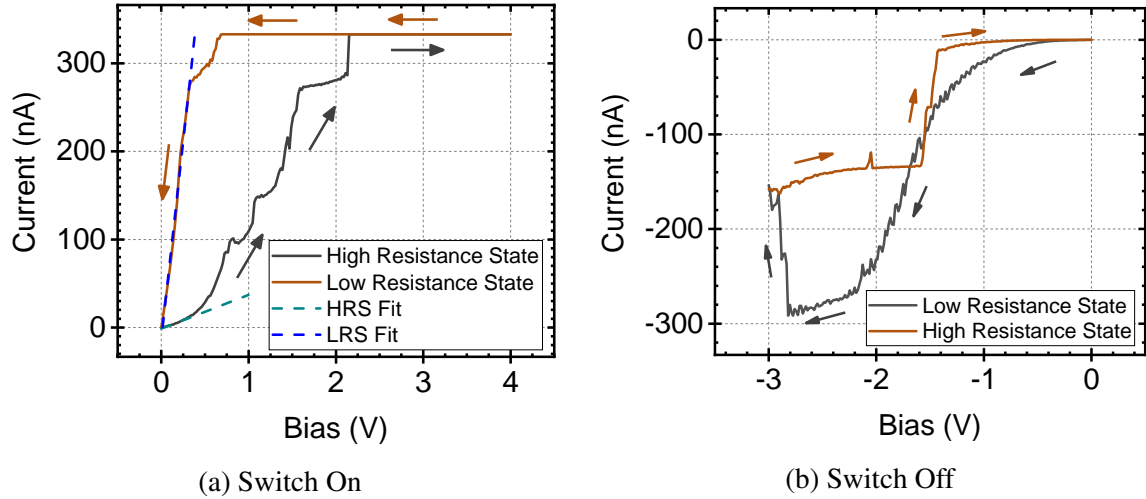 300
200
100
0
Current (nA)
High Resistance State
Low Resistance State
HRS Fit
LRS Fit
0 1 2 3 4
Bias (V)
(a) Switch On
0
-100
-200
-300
Current (nA)
Low Resistance State
High Resistance State
-3 -2 -1 0
Bias (V)
(b) Switch Off